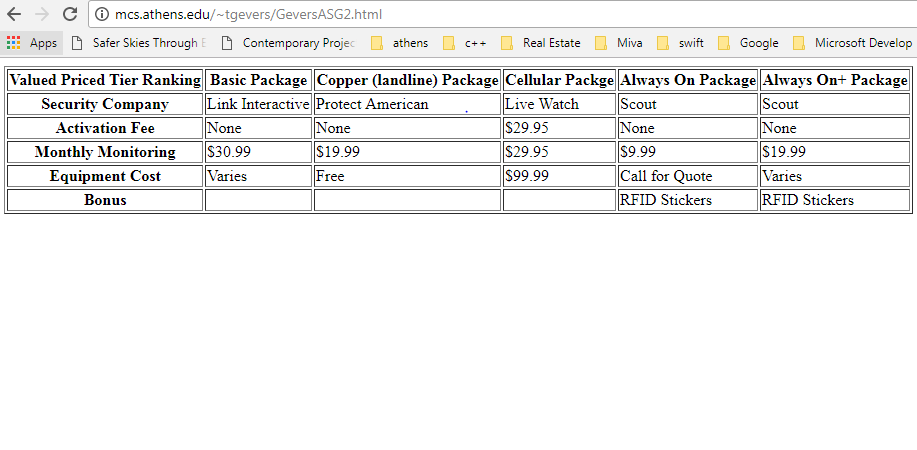 mcs.athens.edu/~tgevers/GeversASG2.html
Apps Safer Skies Through Contemporary Projec athens c++ Real Estate Miva swift Google Microsoft Develop
Valued Priced Tier Ranking Basic Package Copper (landline) Package Cellular Packge Always On Package Always On+ Package
Security Company Link Interactive Protect American Live Watch Scout Scout
Activation Fee None None $29.95 None None
Monthly Monitoring $30.99 $19.99 $29.95 $9.99 $19.99
Equipment Cost Varies Free $99.99 Call for Quote Varies
Bonus RFID Stickers RFID Stickers